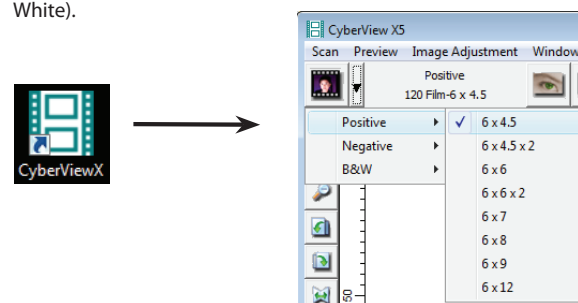 White).
CyberViewX
CyberView X5
Scan Preview Image Adjustment Window
Positive
120 Film-6 x 4.5
Positive
Negative
B&W
6 x 4.5
6 x 4.5 x 2
6 x 6
6 x 6 x 2
6 x 7
6 x 8
6 x 9
6 x 12
50